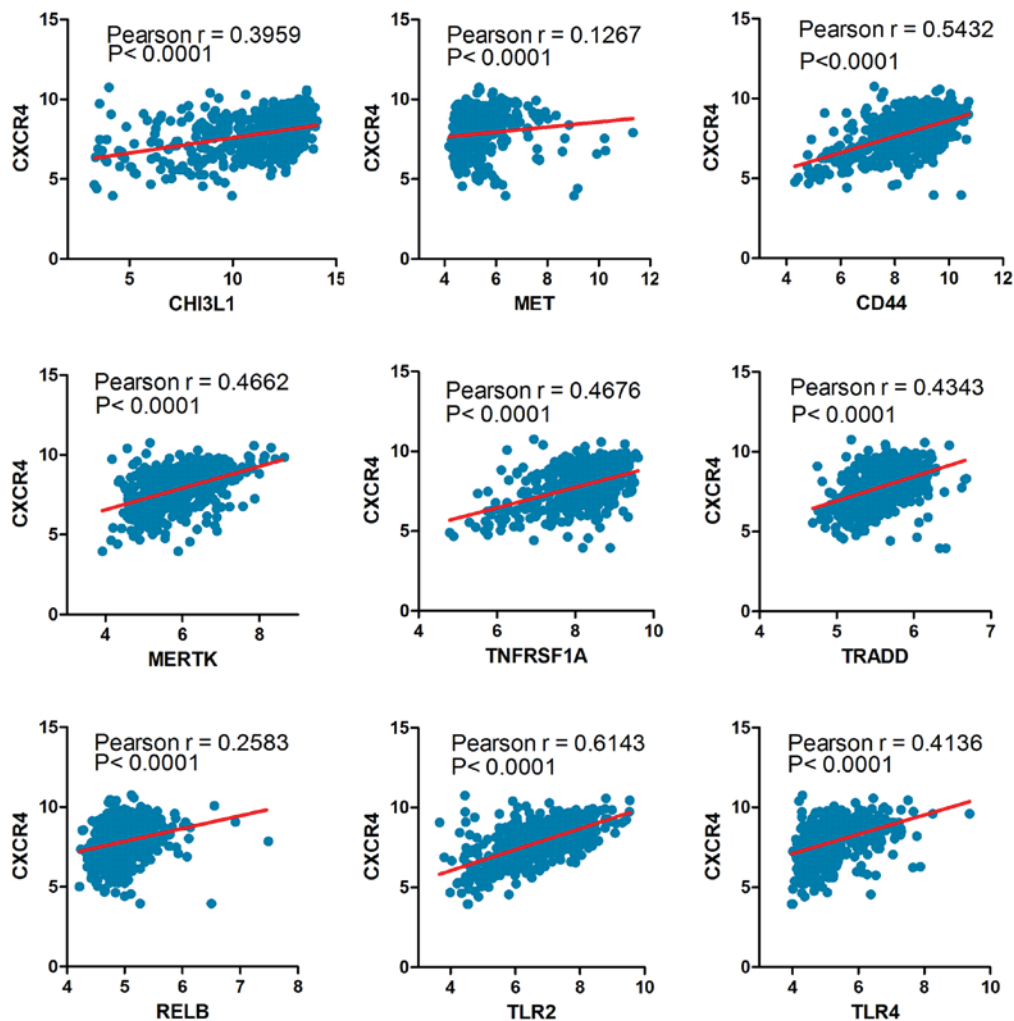 15
Pearson r = 0.3959
P< 0.0001
10
CXCR4
5
0
5
10
15
CHI3L1
15
Pearson r = 0.1267
P< 0.0001
10
CXCR4
5
0
4
6
8
10
12
MET
15
Pearson r = 0.5432
P<0.0001
10
CXCR4
5
0
4
6
8
10
12
CD44
15
Pearson r = 0.4662
P< 0.0001
10
CXCR4
5
0
4
6
8
MERTK
15
Pearson r = 0.4676
P< 0.0001
10
CXCR4
5
0
4
6
8
10
TNFRSF1A
15
Pearson r = 0.4343
P< 0.0001
10
CXCR4
5
0
4
5
6
7
TRADD
15
Pearson r = 0.2583
P< 0.0001
10
CXCR4
5
0
4
5
6
7
8
RELB
15
Pearson r = 0.6143
P< 0.0001
10
CXCR4
5
0
4
6
8
10
TLR2
15
Pearson r = 0.4136
P< 0.0001
10
CXCR4
5
0
4
6
8
10
TLR4